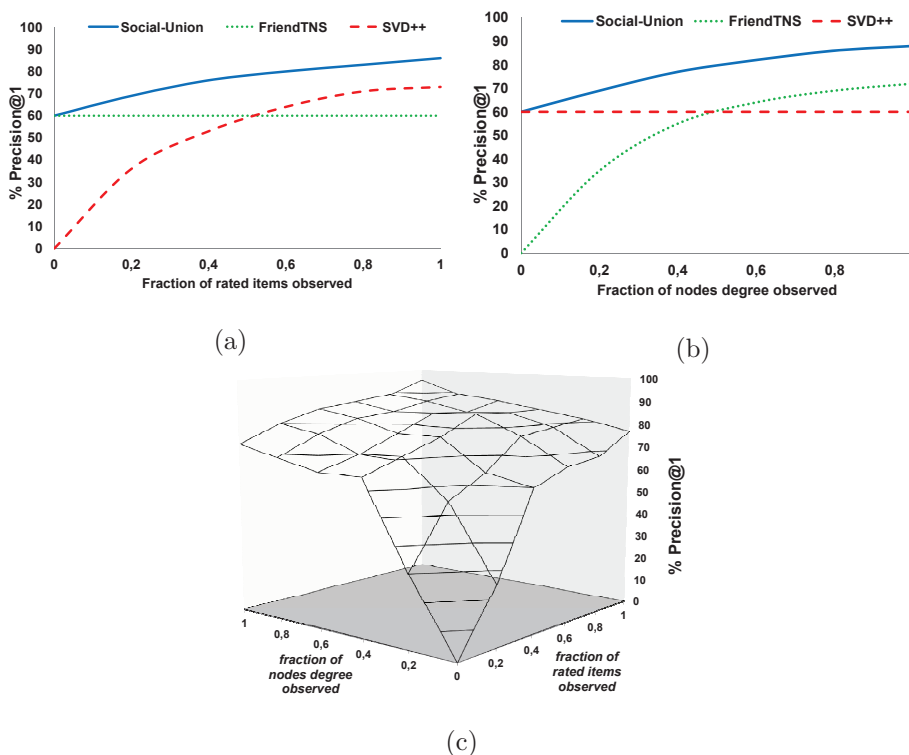 Social-Union FriendTNS SVD++
100
90
80
70
60
50
40
30
20
10
0
% Precision@1
0 0,2 0,4 0,6 0,8 1
Fraction of rated items observed
(a)
Social-Union FriendTNS SVD++
100
90
80
70
60
50
40
30
20
10
0
% Precision@1
0 0,2 0,4 0,6 0,8
Fraction of nodes degree observed
(b)
100
90
80
70
60
50
40
30
20
10
0
% Precision@1
1 0,8 0,6 0,4 0,2 0
0,2 0,4 0,6 0,8 1
fraction of
nodes degree
observed
fraction of
rated items
observed
(c)